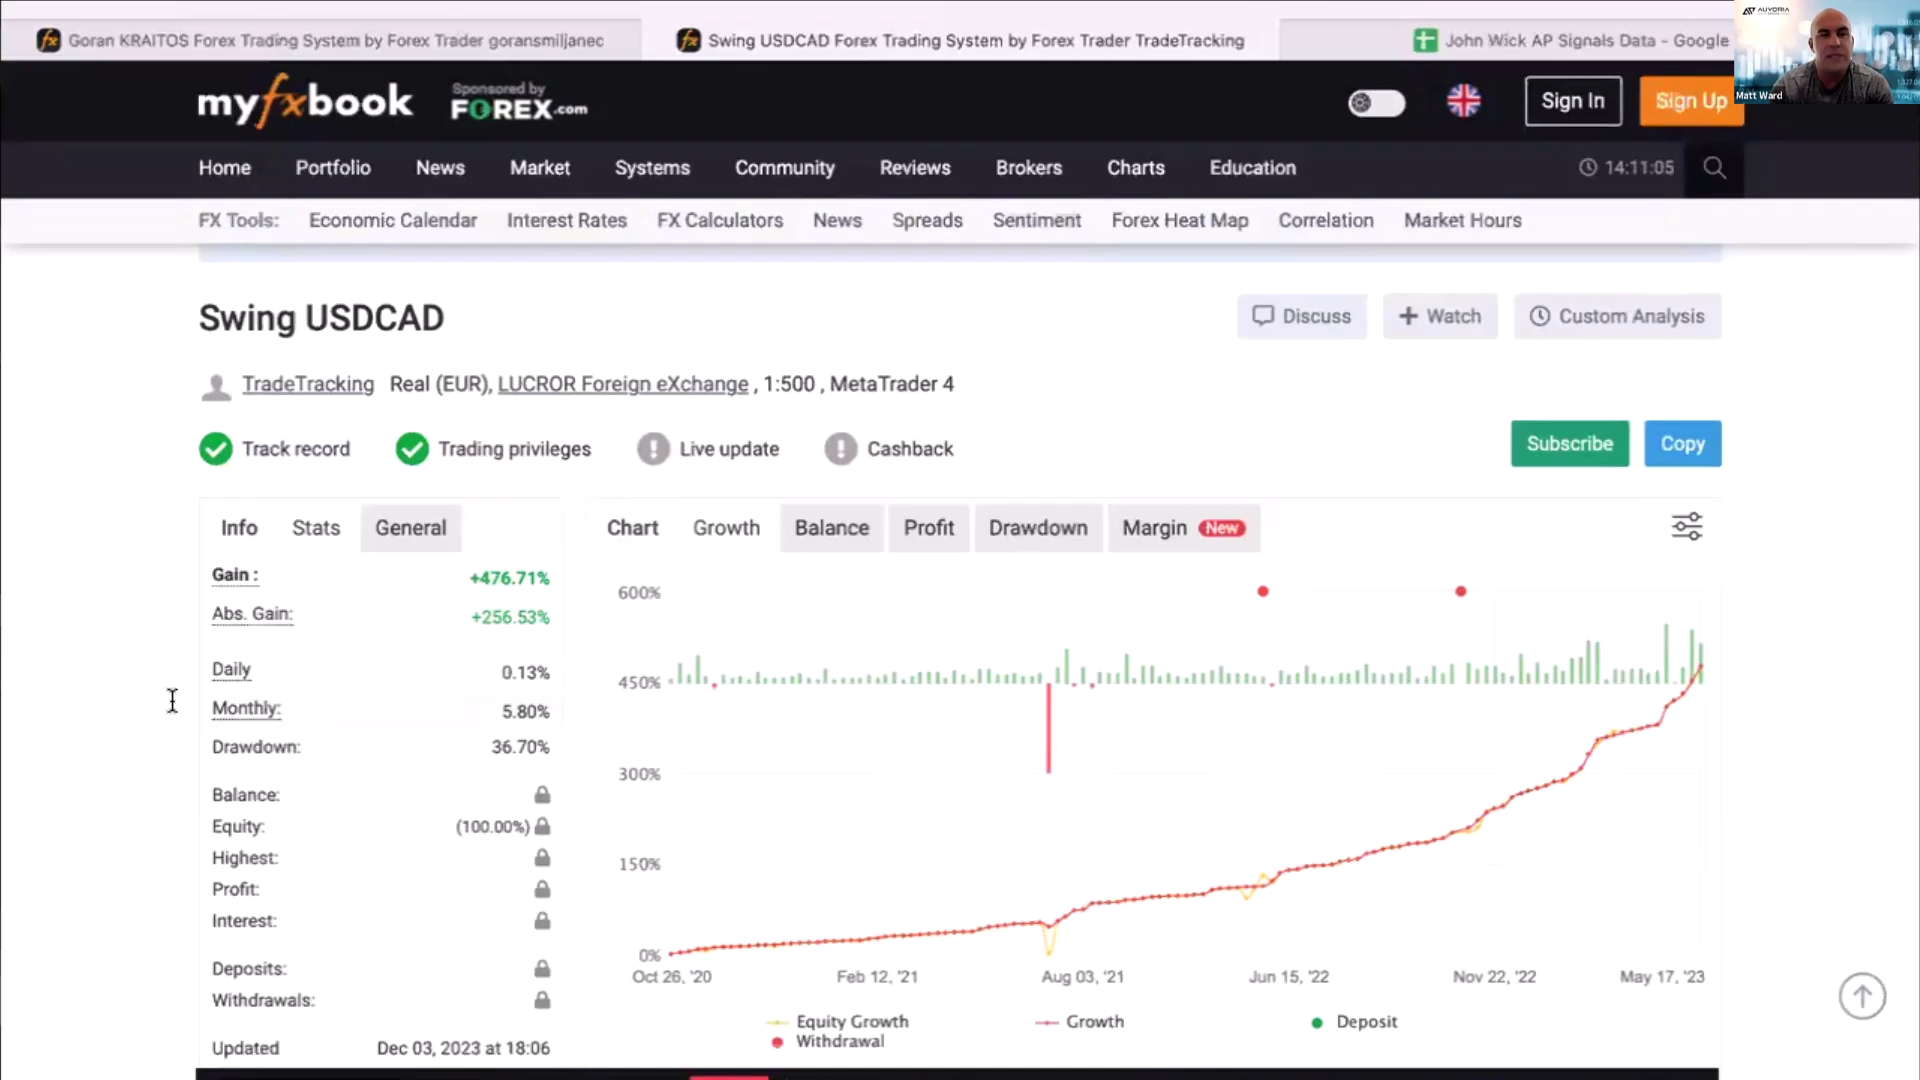 Goran KRAITOS Forex Trading System by Forex Trader goransmiljanec
Swing USDCAD Forex Trading System by Forex Trader TradeTracking
John Wick AP Signals Data - Google
AUVORIA
Matt Ward
myfxbook
Sponsored by
FOREX.com
Sign In
Sign Up
Home Portfolio News Market Systems Community Reviews Brokers Charts Education 14:11:05
FX Tools: Economic Calendar Interest Rates FX Calculators News Spreads Sentiment Forex Heat Map Correlation Market Hours
Swing USDCAD
Discuss
Watch
Custom Analysis
TradeTracking Real (EUR), LUCROR Foreign eXchange , 1:500 , MetaTrader 4
Track record Trading privileges Live update Cashback
Subscribe
Copy
Info Stats General
Gain : +476.71%
Abs. Gain: +256.53%
Daily 0.13%
Monthly: 5.80%
Drawdown: 36.70%
Balance:
Equity: (100.00%)
Highest:
Profit:
Interest:
Deposits:
Withdrawals:
Updated Dec 03, 2023 at 18:06
Chart Growth Balance Profit Drawdown Margin New
600%
450%
300%
150%
0%
Oct 26, '20 Feb 12, '21 Aug 03, '21 Jun 15, '22 Nov 22, '22 May 17, '23
Equity Growth Growth Deposit
Withdrawal